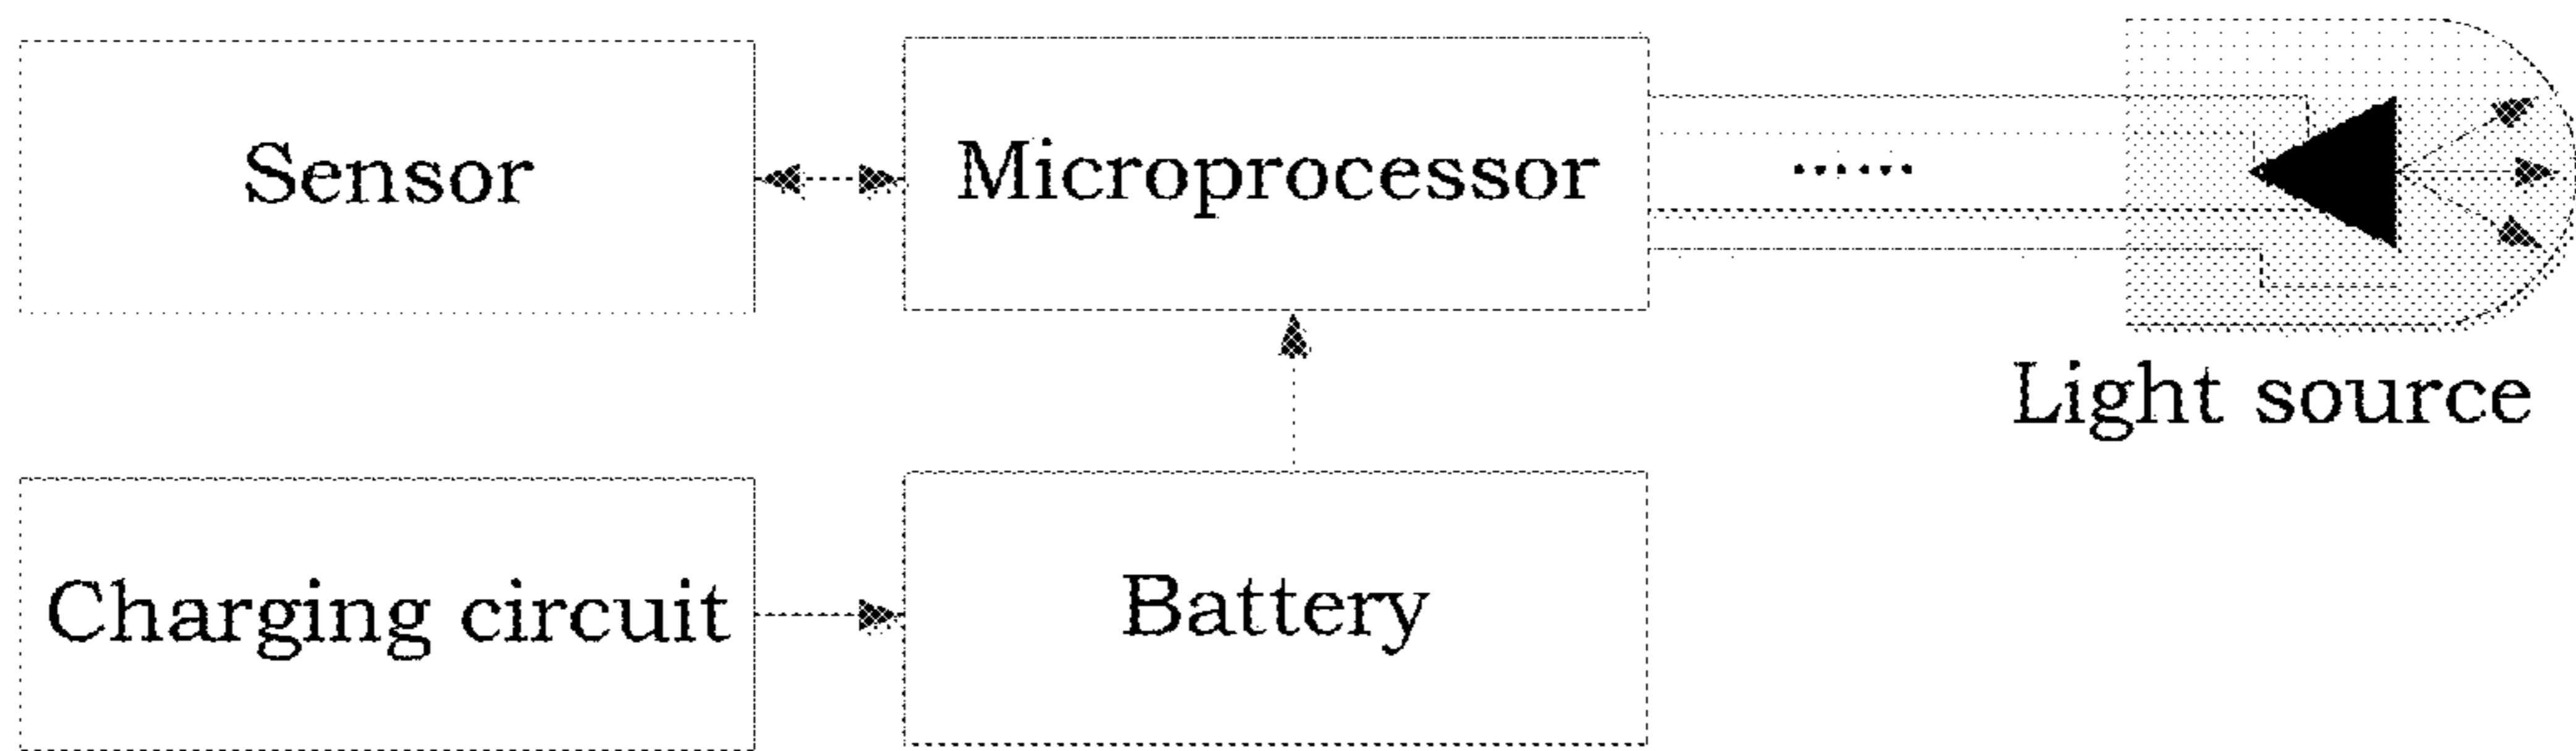 Sensor
Microprocessor
......
Light source
Charging circuit
Battery